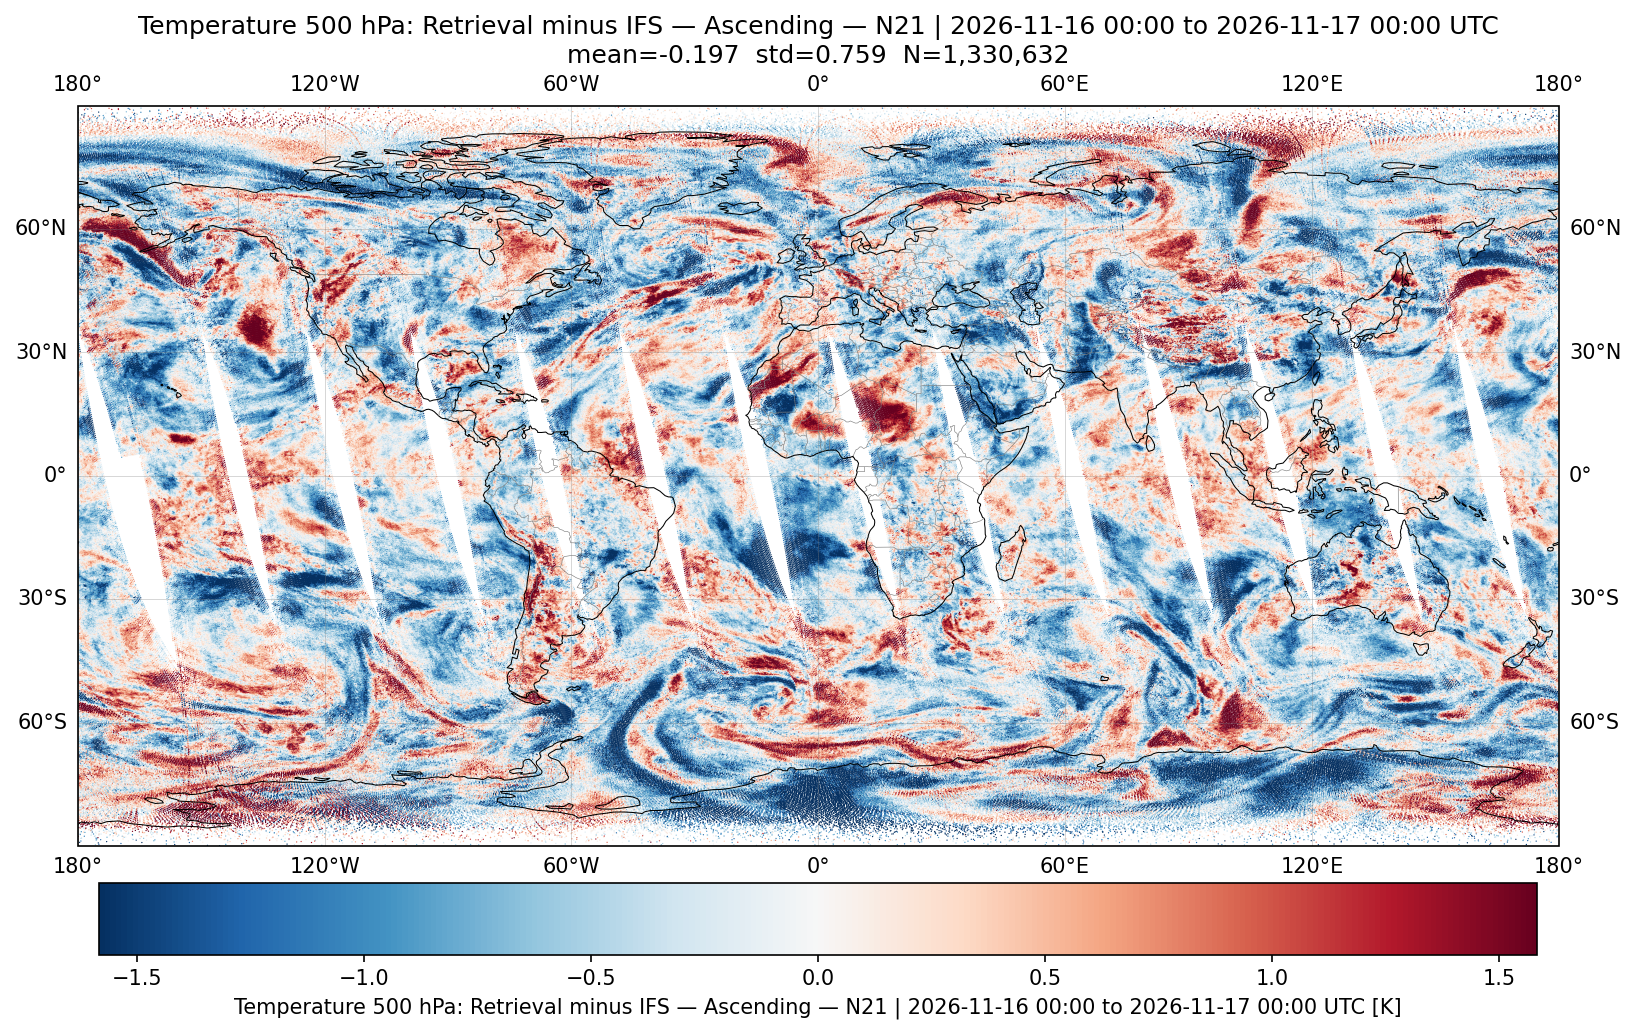 Temperature 500 hPa: Retrieval minus IFS — Ascending — N21 | 2026-11-16 00:00 to 2026-11-17 00:00 UTC
mean=-0.197  std=0.759  N=1,330,632
180° 120°W 60°W 0° 60°E 120°E 180°
60°N 60°N
30°N 30°N
0° 0°
30°S 30°S
60°S 60°S
180° 120°W 60°W 0° 60°E 120°E 180°
−1.5 −1.0 −0.5 0.0 0.5 1.0 1.5
Temperature 500 hPa: Retrieval minus IFS — Ascending — N21 | 2026-11-16 00:00 to 2026-11-17 00:00 UTC [K]